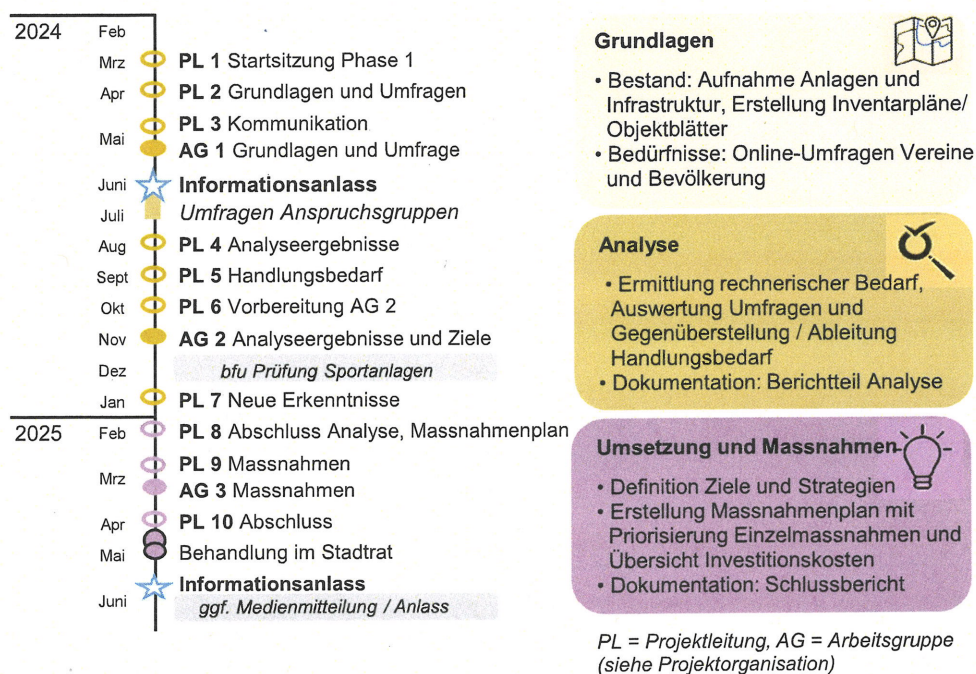 2024
Feb
Mrz
PL 1 Startsitzung Phase 1
Apr
PL 2 Grundlagen und Umfragen
Mai
PL 3 Kommunikation
AG 1 Grundlagen und Umfrage
Juni
Informationsanlass
Juli
Umfragen Anspruchsgruppen
Aug
PL 4 Analyseergebnisse
Sept
PL 5 Handlungsbedarf
Okt
PL 6 Vorbereitung AG 2
Nov
AG 2 Analyseergebnisse und Ziele
Dez
bfu Prüfung Sportanlagen
Jan
PL 7 Neue Erkenntnisse
2025
Feb
PL 8 Abschluss Analyse, Massnahmenplan
Mrz
PL 9 Massnahmen
AG 3 Massnahmen
Apr
PL 10 Abschluss
Mai
Behandlung im Stadtrat
Juni
Informationsanlass
ggf. Medienmitteilung / Anlass
Grundlagen
• Bestand: Aufnahme Anlagen und
Infrastruktur, Erstellung Inventarpläne/
Objektblätter
• Bedürfnisse: Online-Umfragen Vereine
und Bevölkerung
Analyse
• Ermittlung rechnerischer Bedarf,
Auswertung Umfragen und
Gegenüberstellung / Ableitung
Handlungsbedarf
• Dokumentation: Berichtteil Analyse
Umsetzung und Massnahmen
• Definition Ziele und Strategien
• Erstellung Massnahmenplan mit
Priorisierung Einzelmassnahmen und
Übersicht Investitionskosten
• Dokumentation: Schlussbericht
PL = Projektleitung, AG = Arbeitsgruppe
(siehe Projektorganisation)